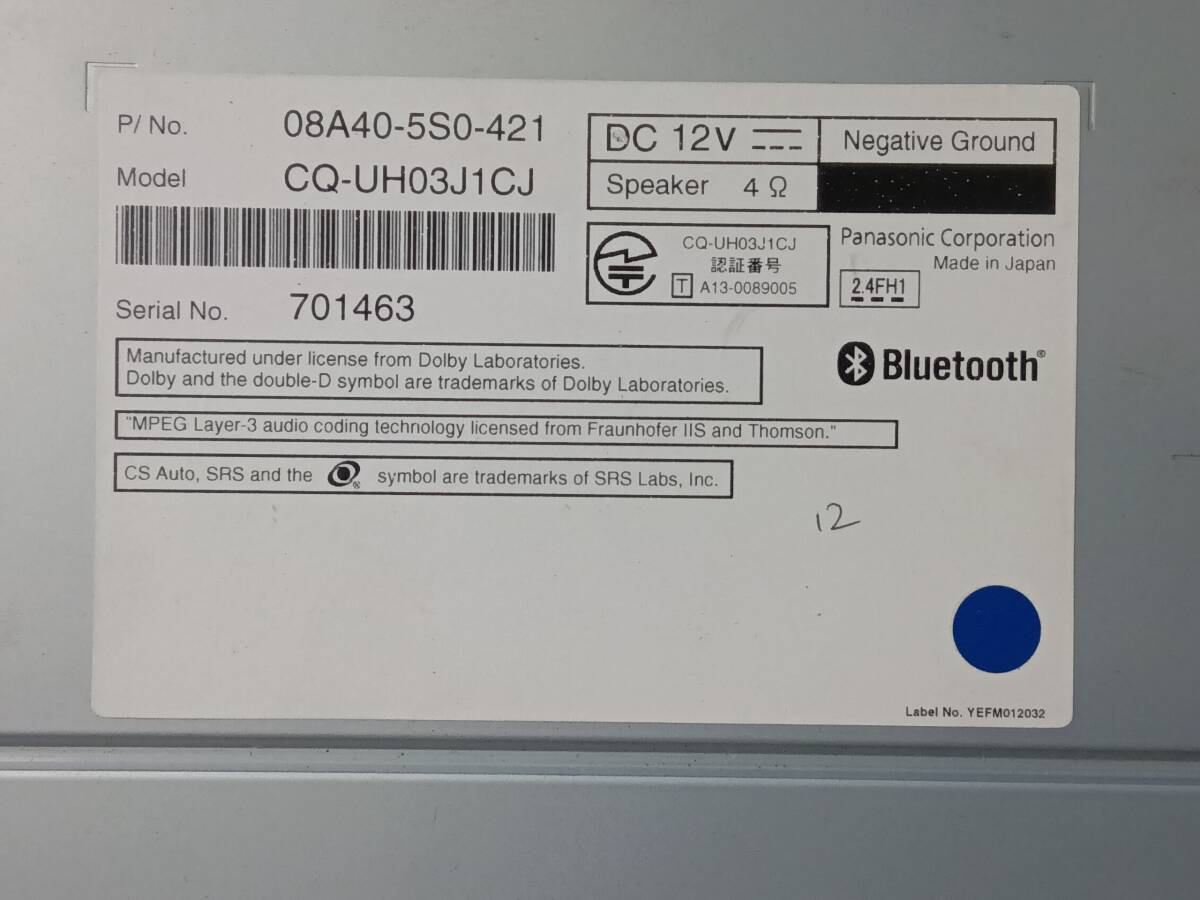 P/ No. 08A40-5S0-421
Model CQ-UH03J1CJ
Serial No. 701463
DC 12V
Negative Ground
Speaker 4 Ω
CQ-UH03J1CJ
認証番号
T A13-0089005
Panasonic Corporation
Made in Japan
2.4FH1
Manufactured under license from Dolby Laboratories.
Dolby and the double-D symbol are trademarks of Dolby Laboratories.
Bluetooth®
"MPEG Layer-3 audio coding technology licensed from Fraunhofer IIS and Thomson."
CS Auto, SRS and the ® symbol are trademarks of SRS Labs, Inc.
12
Label No. YEFM012032